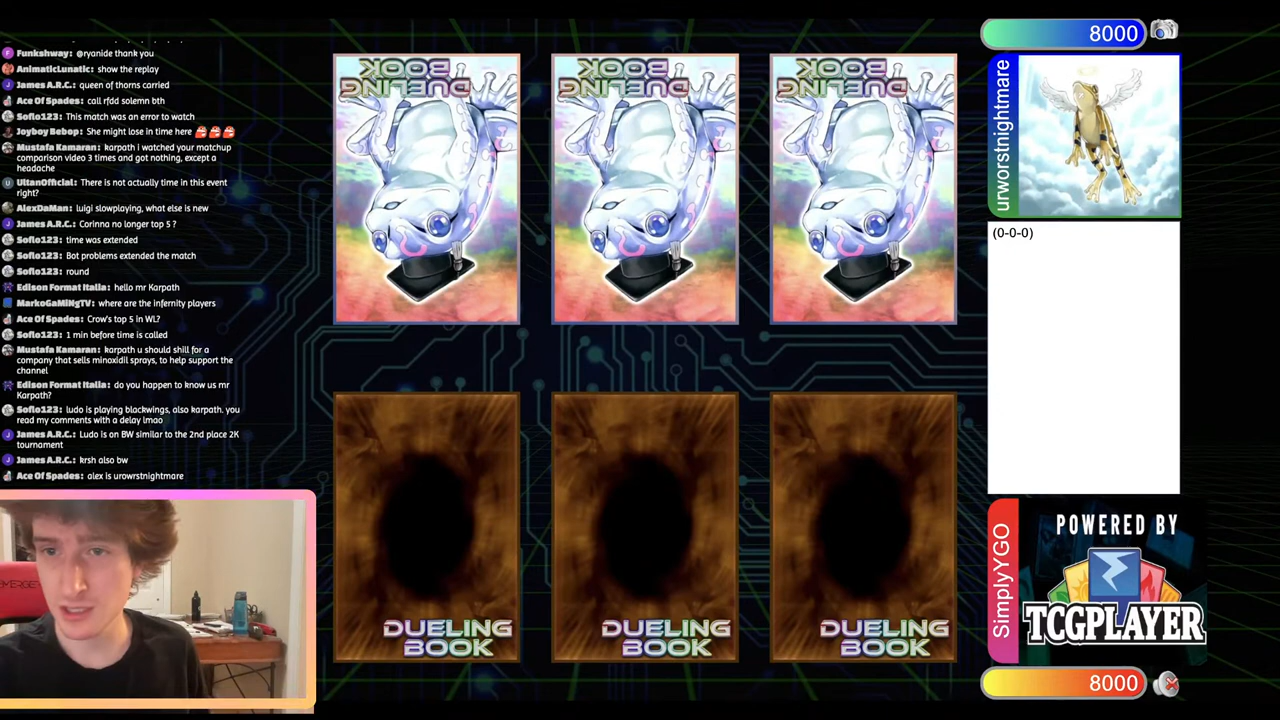 Funkshway: @ryanide thank you
AnimaticLunatic: show the replay
James A.R.C.: queen of thorns carried
Ace Of Spades: call rfdd solemn bth
Soflo123: This match was an error to watch
Joyboy Bebop: She might lose in time here
Mustafa Kamaran: karpath i watched your matchup
comparison video 3 times and got nothing, except a
headache
UltanOfficial: There is not actually time in this event
right?
AlexDaMan: luigi slowplaying, what else is new
James A.R.C.: Corinna no longer top 5 ?
Soflo123: time was extended
Soflo123: Bot problems extended the match
Soflo123: round
Edison Format Italia: hello mr Karpath
MarkoGaMiNgTV: where are the infernity players
Ace Of Spades: Crow's top 5 in WL?
Soflo123: 1 min before time is called
Mustafa Kamaran: karpath u should shill for a
company that sells minoxidil sprays, to help support the
channel
Edison Format Italia: do you happen to know us mr
Karpath?
Soflo123: ludo is playing blackwings, also karpath. you
read my comments with a delay lmao
James A.R.C.: Ludo is on BW similar to the 2nd place 2K
tournament
James A.R.C.: krsh also bw
Ace Of Spades: alex is urowrstnightmare
DUELING
BOOK
DUELING
BOOK
DUELING
BOOK
DUELING
BOOK
DUELING
BOOK
DUELING
BOOK
8000
urworstnightmare
(0-0-0)
SimplyYGO
POWERED BY
TCGPLAYER
8000